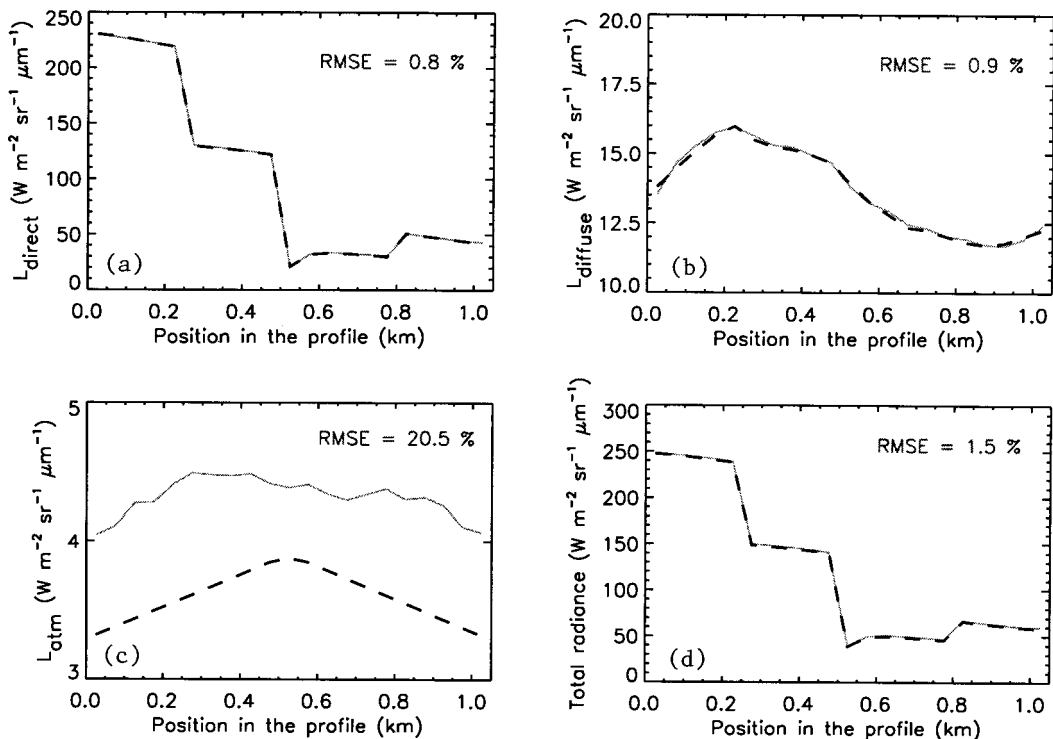 250
200
150
100
50
0
L_direct (W m⁻² sr⁻¹ μm⁻¹)
RMSE = 0.8 %
(a)
0.0 0.2 0.4 0.6 0.8 1.0
Position in the profile (km)
20.0
17.5
15.0
12.5
10.0
L_diffuse (W m⁻² sr⁻¹ μm⁻¹)
RMSE = 0.9 %
(b)
0.0 0.2 0.4 0.6 0.8 1.0
Position in the profile (km)
5
4
3
L_atm (W m⁻² sr⁻¹ μm⁻¹)
RMSE = 20.5 %
(c)
0.0 0.2 0.4 0.6 0.8 1.0
Position in the profile (km)
300
250
200
150
100
50
0
Total radiance (W m⁻² sr⁻¹ μm⁻¹)
RMSE = 1.5 %
(d)
0.0 0.2 0.4 0.6 0.8 1.0
Position in the profile (km)